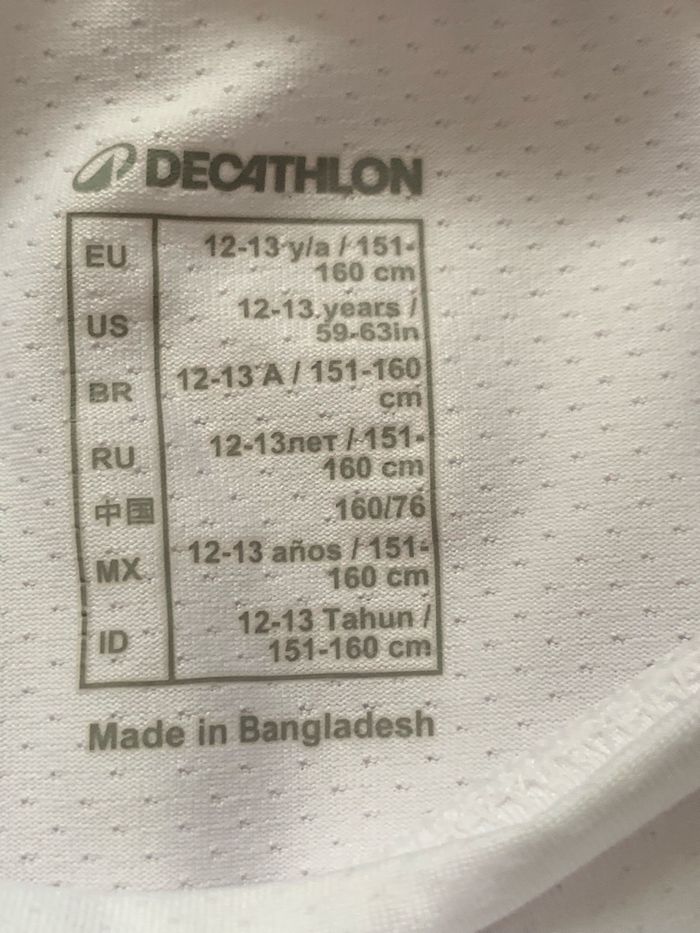 DECATHLON
EU 12-13 y/a / 151-
160 cm
US 12-13 years /
59-63in
BR 12-13 A / 151-160
cm
RU 12-13лет / 151-
160 cm
中国 160/76
MX 12-13 años / 151-
160 cm
ID 12-13 Tahun /
151-160 cm
Made in Bangladesh